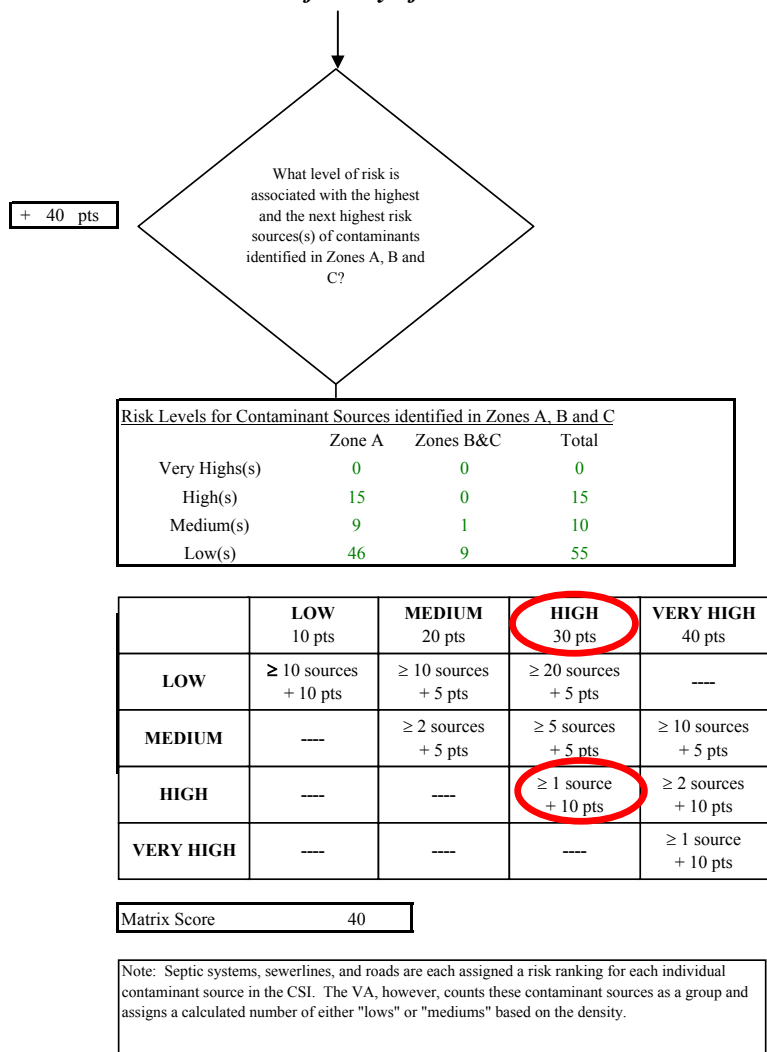 What level of risk is
associated with the highest
and the next highest risk
sources(s) of contaminants
identified in Zones A, B and
C?
+ 40 pts
Risk Levels for Contaminant Sources identified in Zones A, B and C
Zone A Zones B&C Total
Very Highs(s) 0 0 0
High(s) 15 0 15
Medium(s) 9 1 10
Low(s) 46 9 55
LOW MEDIUM HIGH VERY HIGH
10 pts 20 pts 30 pts 40 pts
LOW ≥ 10 sources + 10 pts ≥ 10 sources + 5 pts ≥ 20 sources + 5 pts ----
MEDIUM ---- ≥ 2 sources + 5 pts ≥ 5 sources + 5 pts ≥ 10 sources + 5 pts
HIGH ---- ---- ≥ 1 source + 10 pts ≥ 2 sources + 10 pts
VERY HIGH ---- ---- ---- ≥ 1 source + 10 pts
Matrix Score 40
Note: Septic systems, sewerlines, and roads are each assigned a risk ranking for each individual
contaminant source in the CSI. The VA, however, counts these contaminant sources as a group and
assigns a calculated number of either "lows" or "mediums" based on the density.